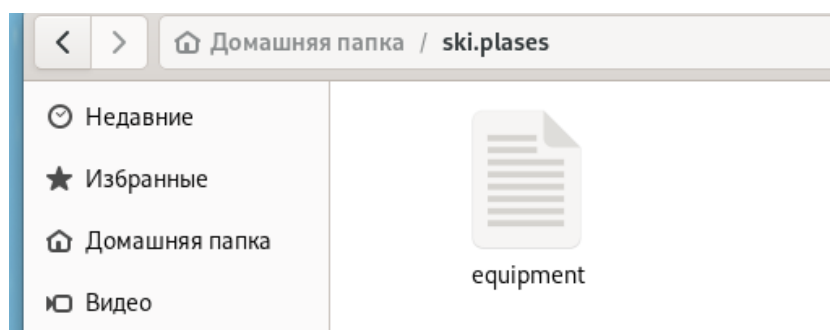 Домашняя папка / ski.plases
Недавние
Избранные
Домашняя папка
Видео
equipment